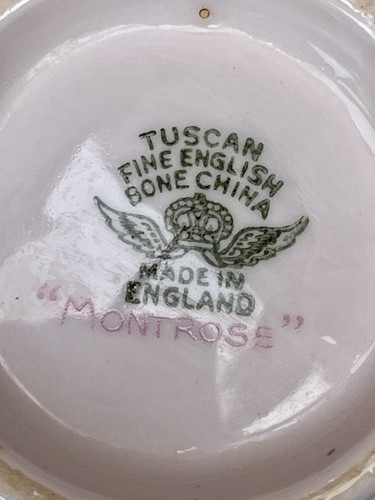 TUSCAN
FINE ENGLISH
BONE CHINA
MADE IN
ENGLAND
"MONTROSE"